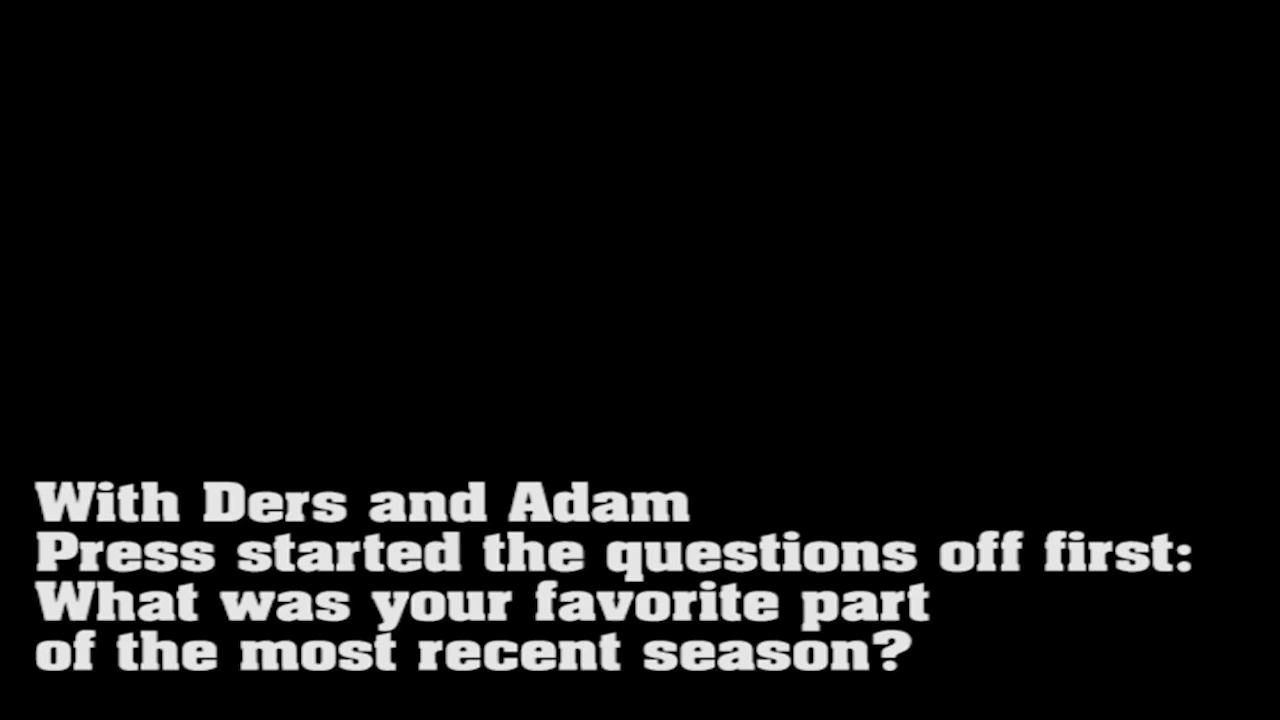 With Ders and Adam
Press started the questions off first:
What was your favorite part
of the most recent season?